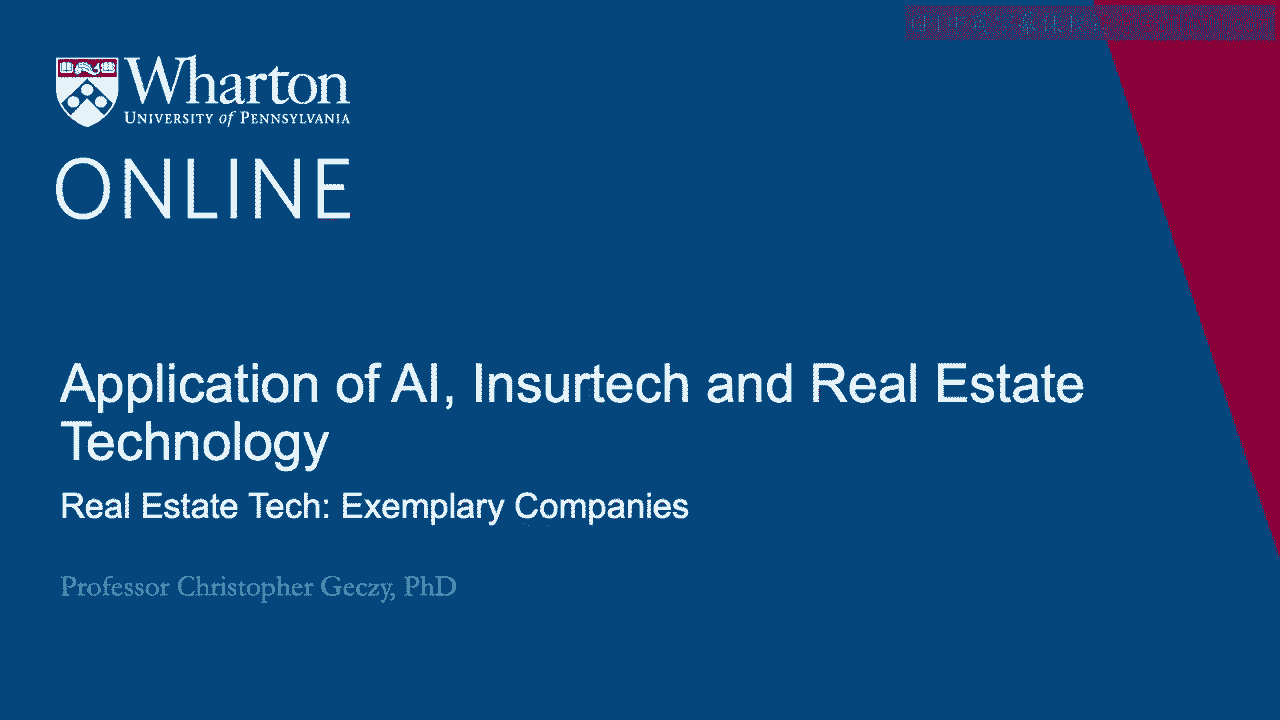 Wharton
UNIVERSITY of PENNSYLVANIA
ONLINE
Application of AI, Insurtech and Real Estate
Technology
Real Estate Tech: Exemplary Companies
Professor Christopher Geczy, PhD